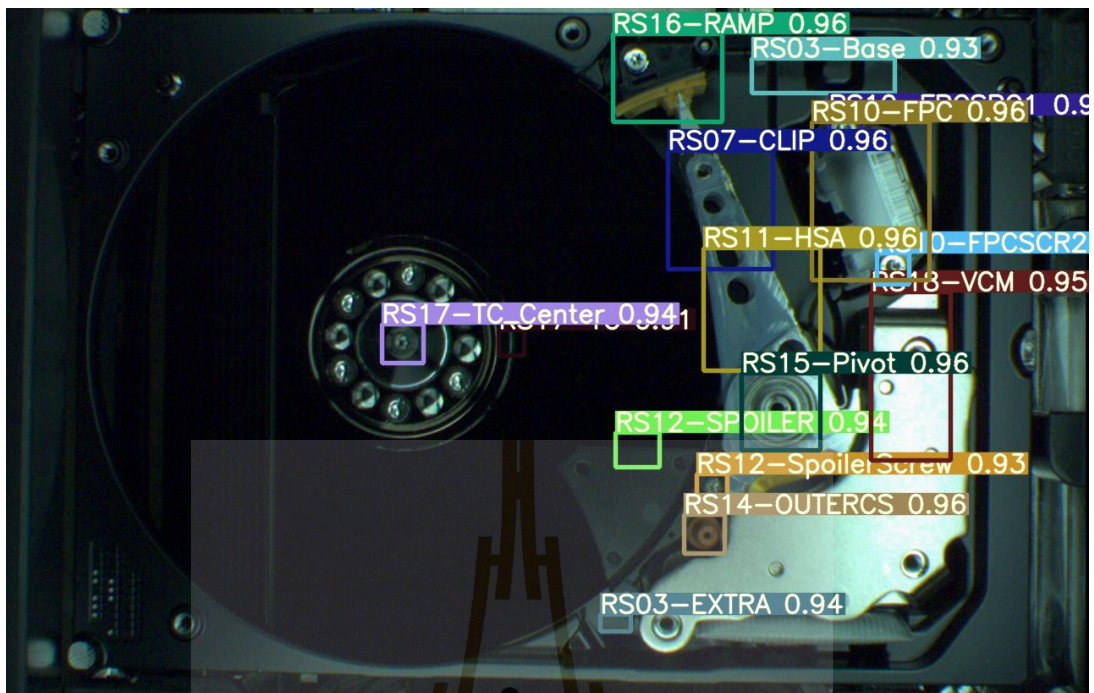 RS16-RAMP 0.96
RS03-Base 0.93
RS10-FPC 0.96
RS07-CLIP 0.96
RS11-HSA 0.96
RS18-VCM 0.95
RS17-TC_Center 0.94
RS15-Pivot 0.96
RS12-SPOILER 0.94
RS12-SpoilerScrew 0.93
RS14-OUTERCS 0.96
RS03-EXTRA 0.94